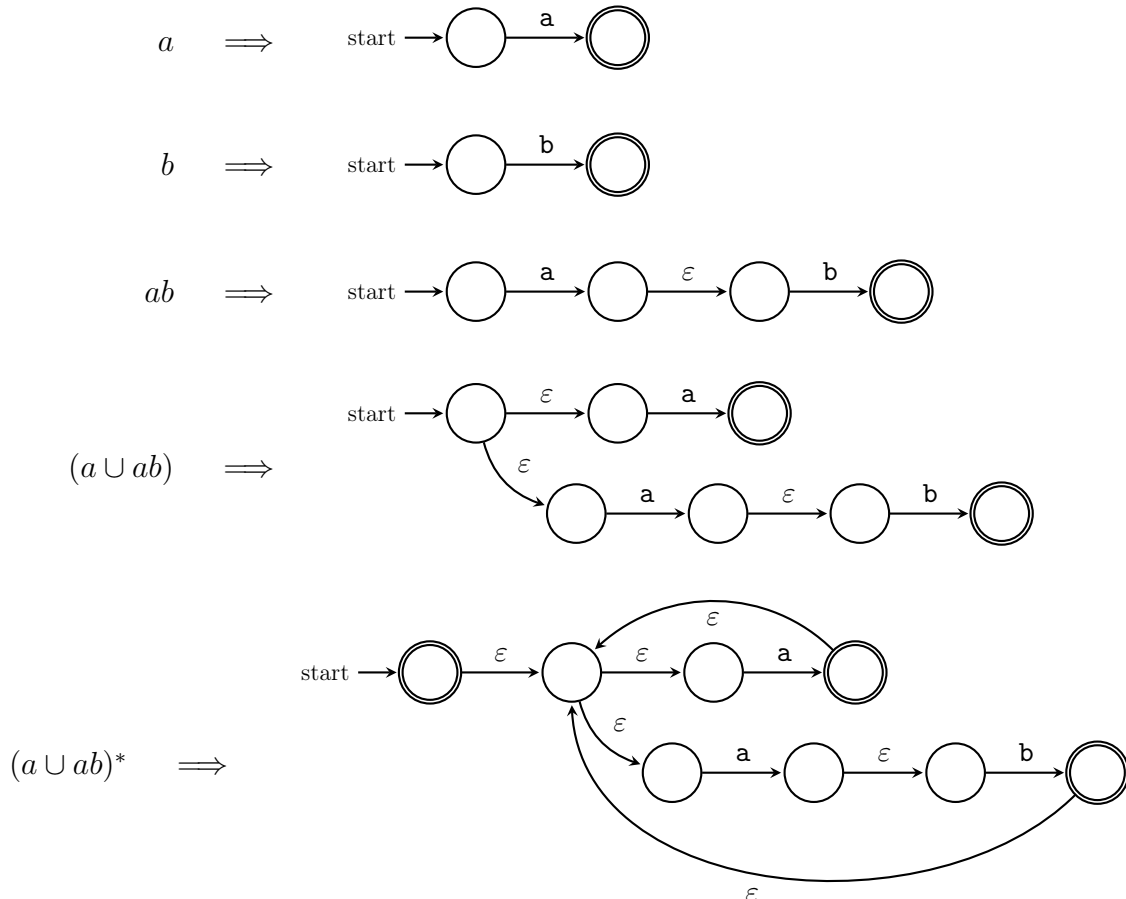 a ⟹ start a
b ⟹ start b
ab ⟹ start a ε b
start ε a
(a ∪ ab) ⟹ ε
a ε b
ε
start ε ε a
ε
(a ∪ ab)* ⟹ a ε b
ε